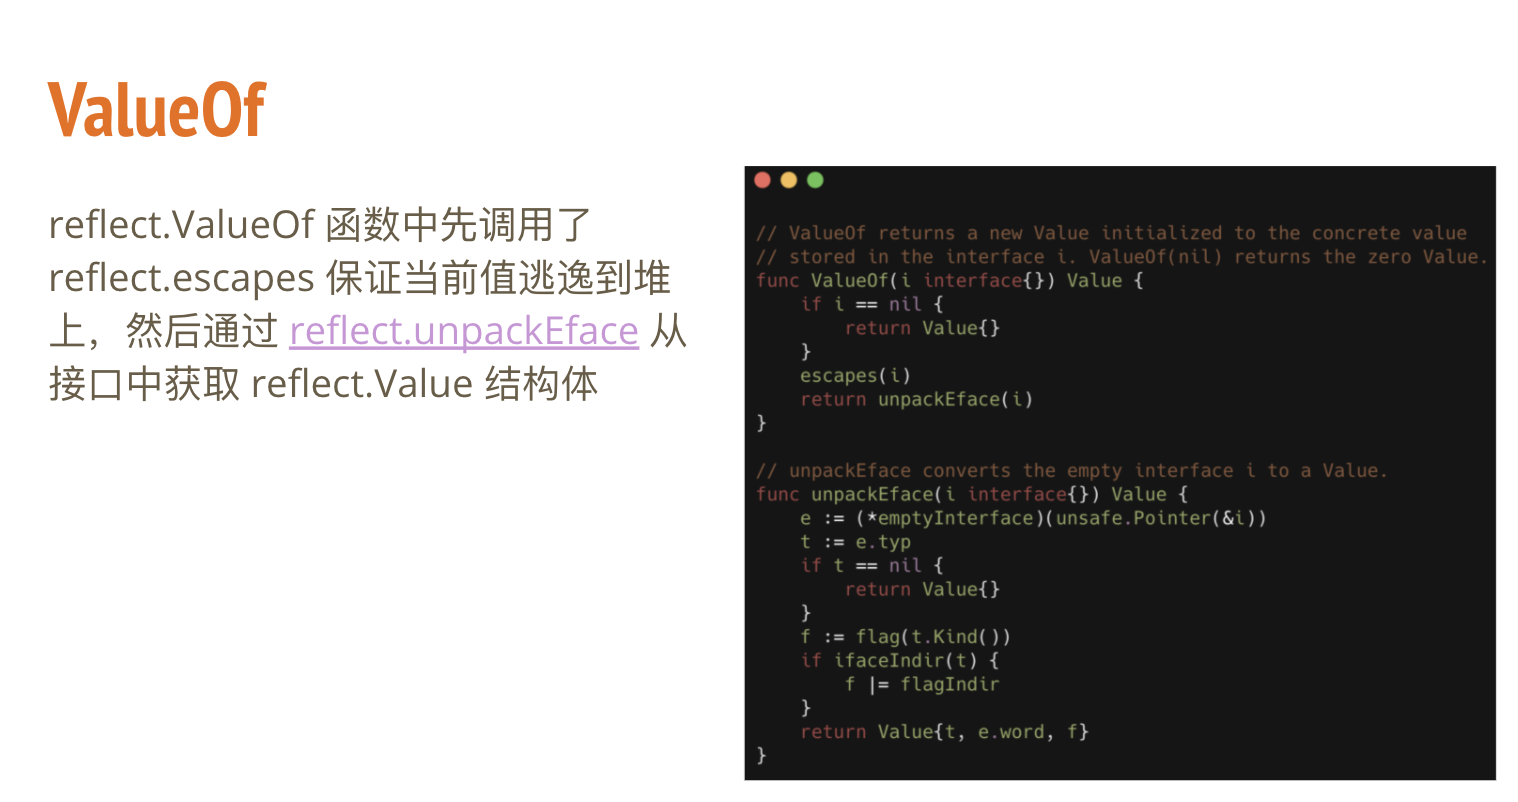 ValueOf
reflect.ValueOf 函数中先调用了
reflect.escapes 保证当前值逃逸到堆
上，然后通过 reflect.unpackEface 从
接口中获取 reflect.Value 结构体
// ValueOf returns a new Value initialized to the concrete value
// stored in the interface i. ValueOf(nil) returns the zero Value.
func ValueOf(i interface{}) Value {
    if i == nil {
        return Value{}
    }
    escapes(i)
    return unpackEface(i)
}
// unpackEface converts the empty interface i to a Value.
func unpackEface(i interface{}) Value {
    e := (*emptyInterface)(unsafe.Pointer(&i))
    t := e.typ
    if t == nil {
        return Value{}
    }
    f := flag(t.Kind())
    if ifaceIndir(t) {
        f |= flagIndir
    }
    return Value{t, e.word, f}
}